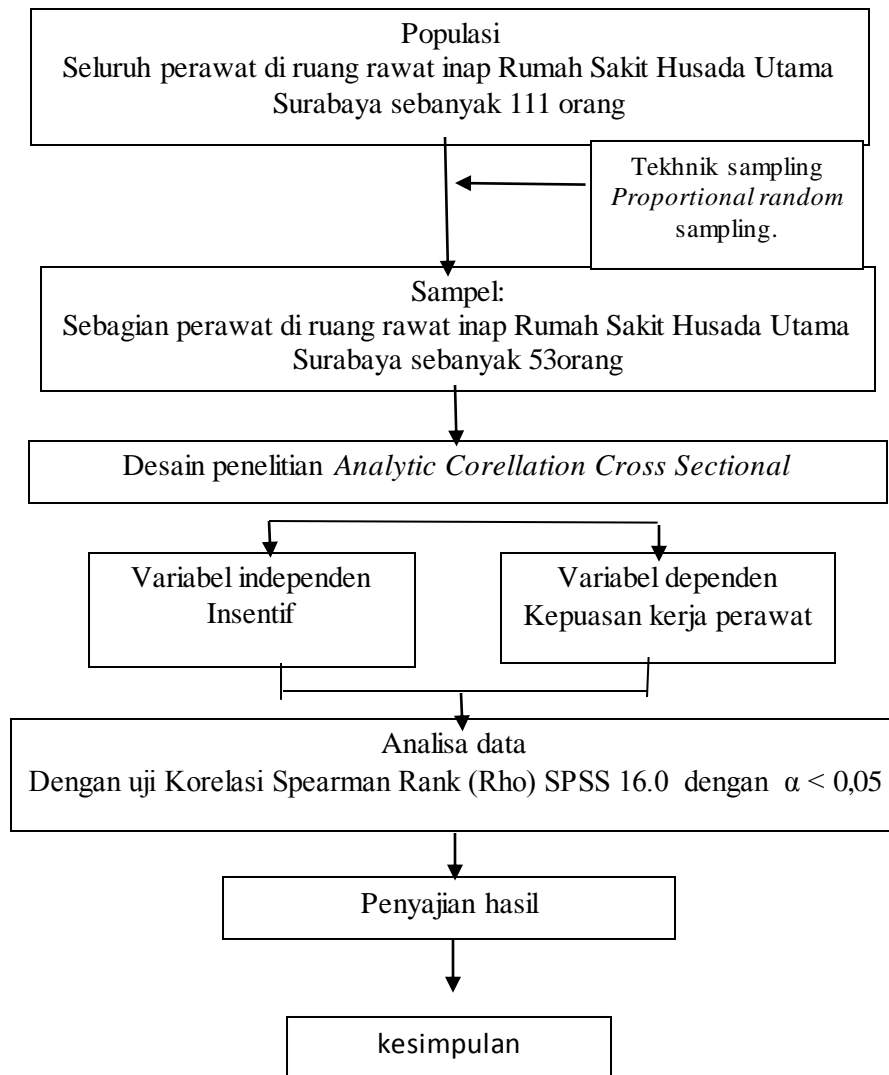 Populasi
Seluruh perawat di ruang rawat inap Rumah Sakit Husada Utama
Surabaya sebanyak 111 orang
Tekhnik sampling
Proportional random
sampling.
Sampel:
Sebagian perawat di ruang rawat inap Rumah Sakit Husada Utama
Surabaya sebanyak 53orang
Desain penelitian Analytic Corellation Cross Sectional
Variabel independen
Insentif
Variabel dependen
Kepuasan kerja perawat
Analisa data
Dengan uji Korelasi Spearman Rank (Rho) SPSS 16.0 dengan α < 0,05
Penyajian hasil
kesimpulan